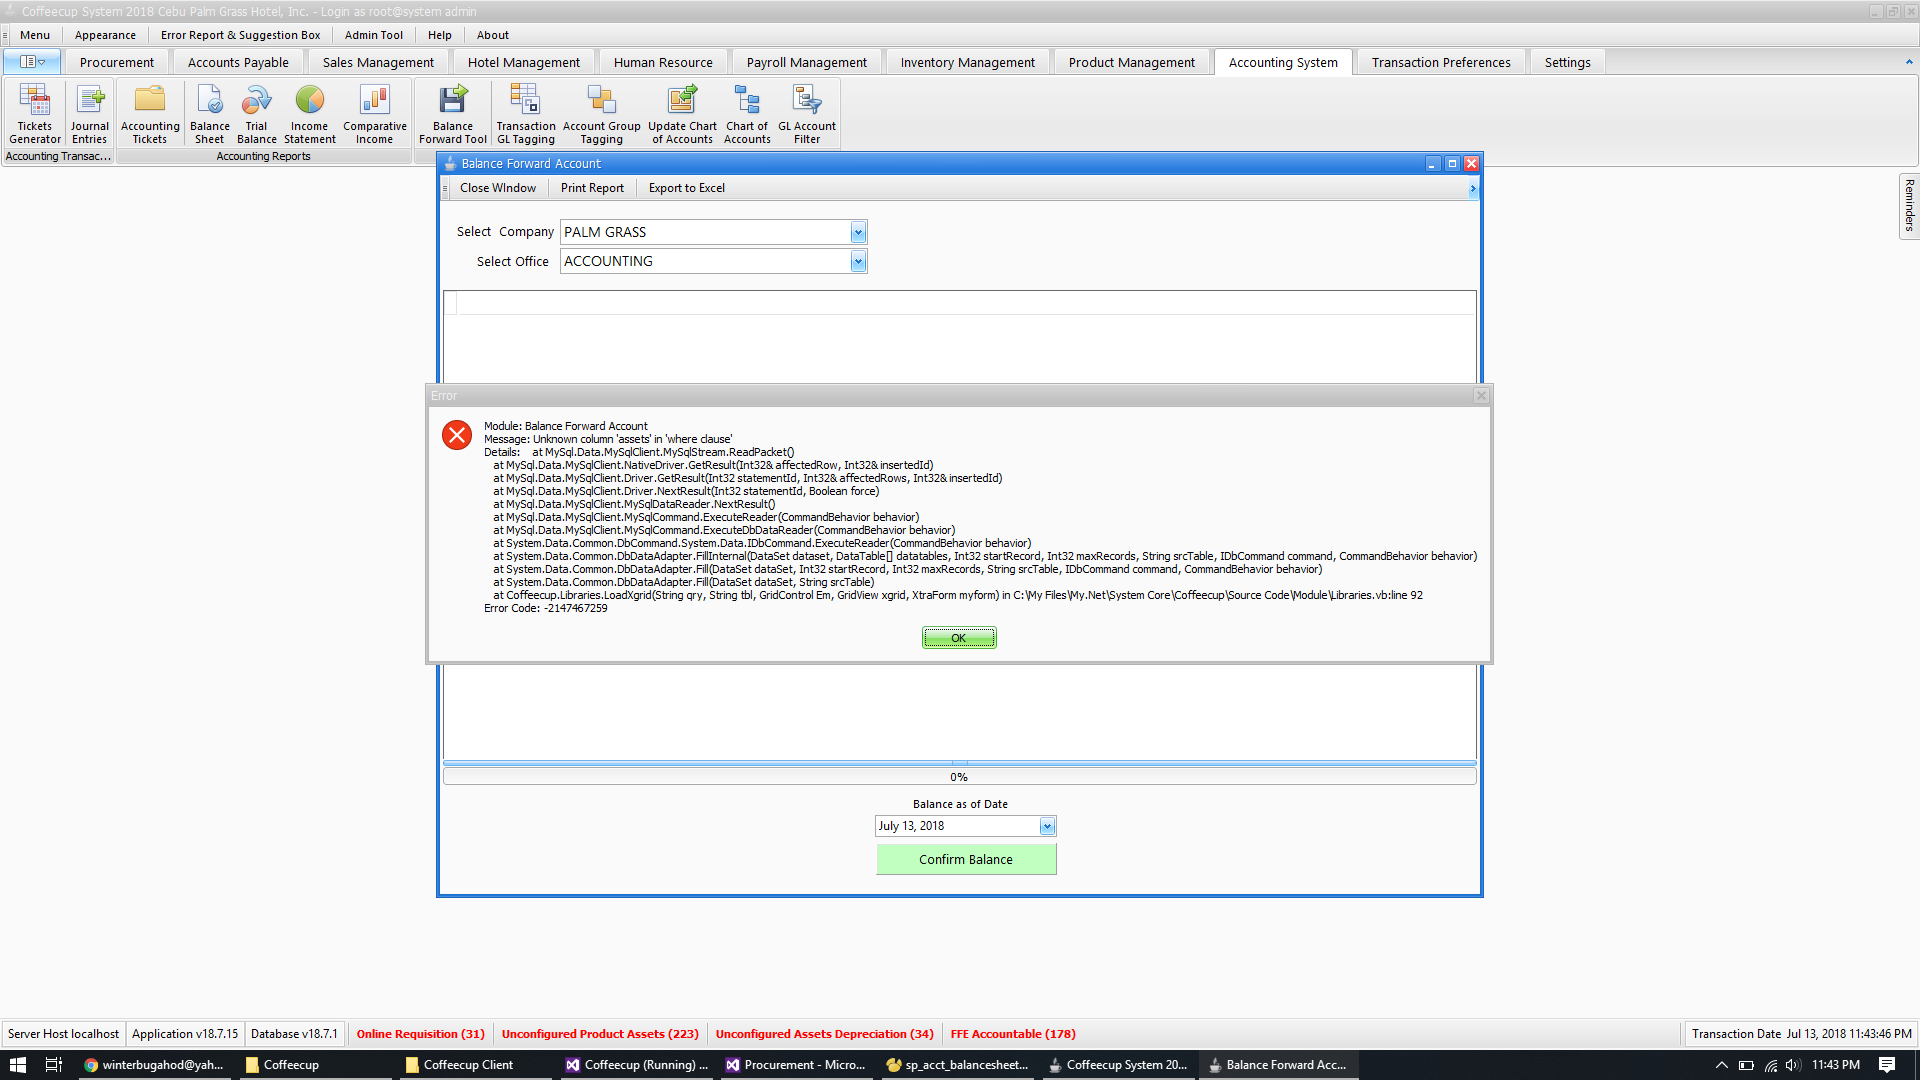 Coffeecup System 2018 Cebu Palm Grass Hotel, Inc. - Login as root@system admin
Menu Appearance Error Report & Suggestion Box Admin Tool Help About
Procurement Accounts Payable Sales Management Hotel Management Human Resource Payroll Management Inventory Management Product Management Accounting System Transaction Preferences Settings
Tickets Generator
Journal Entries
Accounting Tickets
Balance Sheet
Trial Balance
Income Statement
Comparative Income
Balance Forward Tool
Transaction GL Tagging
Account Group Tagging
Update Chart of Accounts
Chart of Accounts
GL Account Filter
Accounting Transac... Accounting Reports
Reminders
Balance Forward Account
Close WIndow Print Report Export to Excel
Select Company PALM GRASS
Select Office ACCOUNTING
Error
Module: Balance Forward Account
Message: Unknown column 'assets' in 'where clause'
Details: at MySql.Data.MySqlClient.MySqlStream.ReadPacket()
at MySql.Data.MySqlClient.NativeDriver.GetResult(Int32& affectedRow, Int32& insertedId)
at MySql.Data.MySqlClient.Driver.GetResult(Int32 statementId, Int32& affectedRows, Int32& insertedId)
at MySql.Data.MySqlClient.Driver.NextResult(Int32 statementId, Boolean force)
at MySql.Data.MySqlClient.MySqlDataReader.NextResult()
at MySql.Data.MySqlClient.MySqlCommand.ExecuteReader(CommandBehavior behavior)
at MySql.Data.MySqlClient.MySqlCommand.ExecuteDbDataReader(CommandBehavior behavior)
at System.Data.Common.DbCommand.System.Data.IDbCommand.ExecuteReader(CommandBehavior behavior)
at System.Data.Common.DbDataAdapter.FillInternal(DataSet dataset, DataTable[] datatables, Int32 startRecord, Int32 maxRecords, String srcTable, IDbCommand command, CommandBehavior behavior)
at System.Data.Common.DbDataAdapter.Fill(DataSet dataSet, Int32 startRecord, Int32 maxRecords, String srcTable, IDbCommand command, CommandBehavior behavior)
at System.Data.Common.DbDataAdapter.Fill(DataSet dataSet, String srcTable)
at Coffeecup.Libraries.LoadXgrid(String qry, String tbl, GridControl Em, GridView xgrid, XtraForm myform) in C:\My Files\My.Net\System Core\Coffeecup\Source Code\Module\Libraries.vb:line 92
Error Code: -2147467259
OK
0%
Balance as of Date
July 13, 2018
Confirm Balance
Server Host localhost Application v18.7.15 Database v18.7.1 Online Requisition (31) Unconfigured Product Assets (223) Unconfigured Assets Depreciation (34) FFE Accountable (178) Transaction Date Jul 13, 2018 11:43:46 PM
winterbugahod@yah... Coffeecup Coffeecup Client Coffeecup (Running) ... Procurement - Micro... sp_acct_balancesheet... Coffeecup System 20... Balance Forward Acc... 11:43 PM